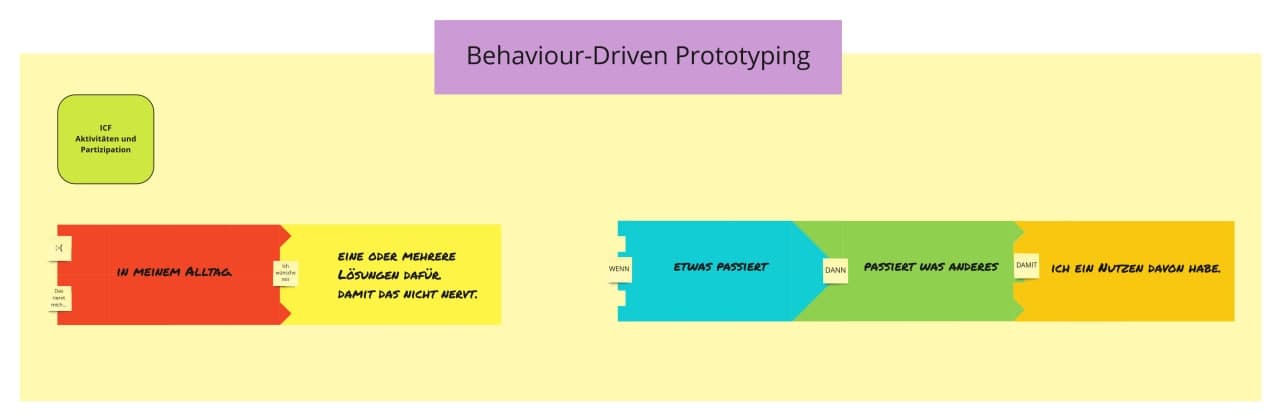 Behaviour-Driven Prototyping
ICF
Aktivitäten und
Partizipation
:-(
Das
nervt
mich...
in meinem Alltag.
Ich
wünsche
mir
eine oder mehrere
Lösungen dafür,
damit das nicht nervt.
WENN
etwas passiert
DANN
passiert was anderes
DAMIT
ich ein Nutzen davon habe.